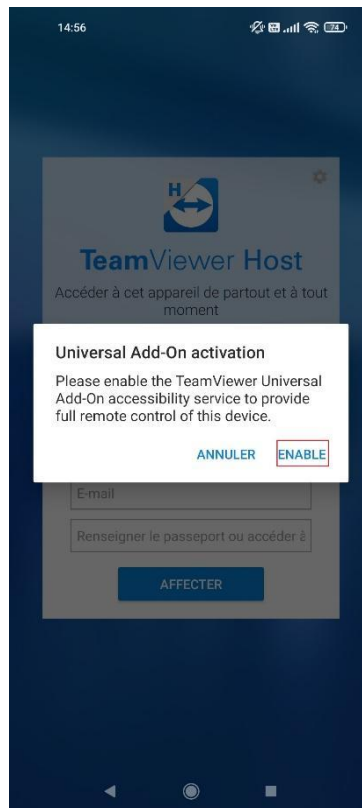 14:56
74
H
TeamViewer Host
Accéder à cet appareil de partout et à tout
moment
Universal Add-On activation
Please enable the TeamViewer Universal
Add-On accessibility service to provide
full remote control of this device.
ANNULER ENABLE
E-mail
Renseigner le passeport ou accéder à
AFFECTER